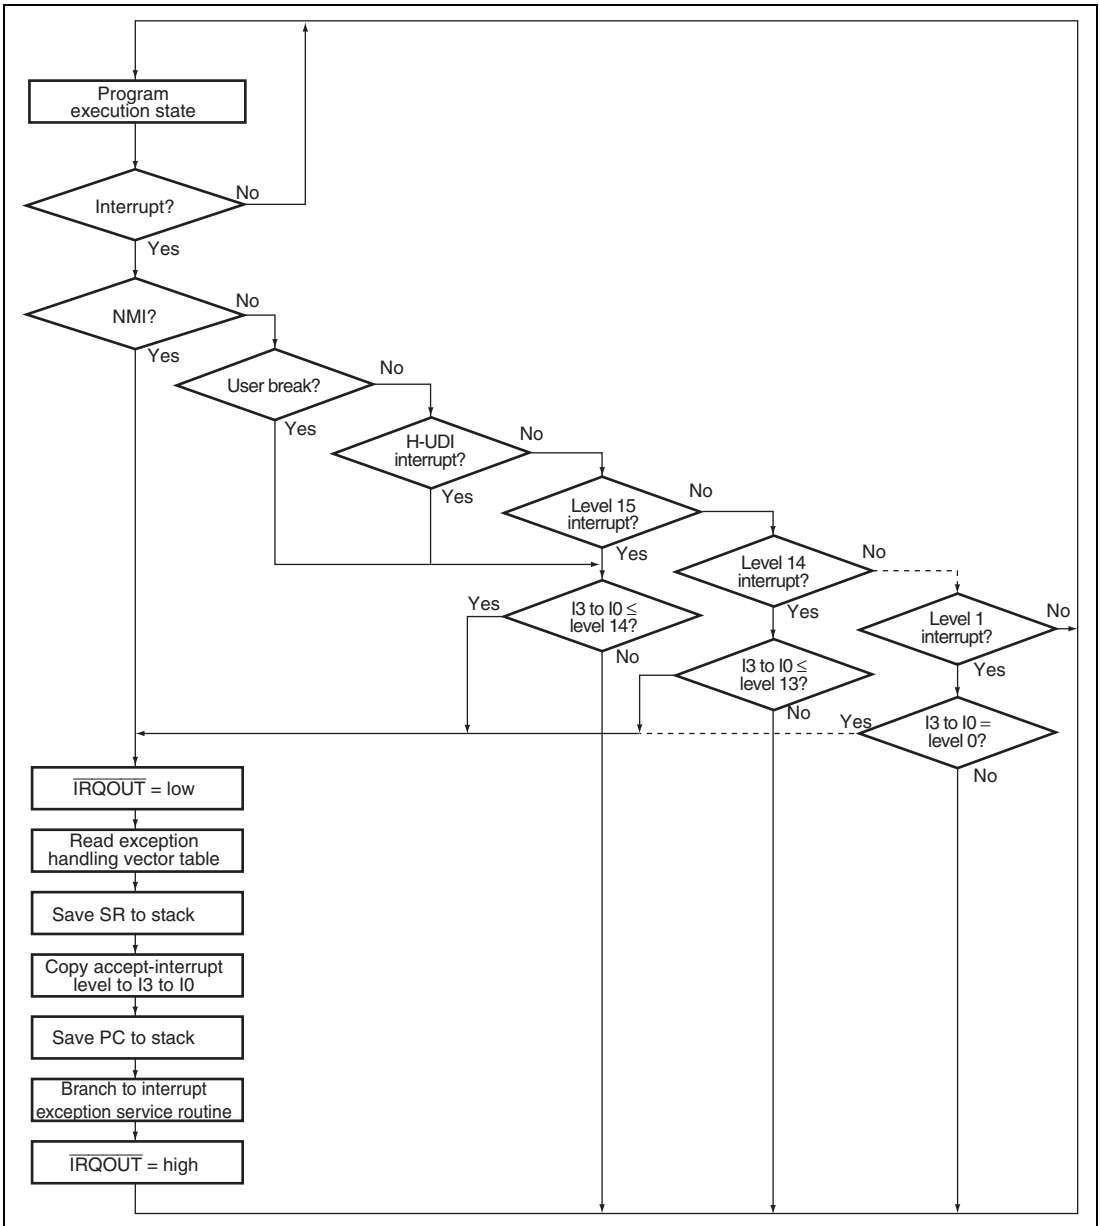 Program
execution state
Interrupt?
No
Yes
NMI?
No
Yes
User break?
No
Yes
H-UDI
interrupt?
No
Yes
Level 15
interrupt?
No
Yes
Level 14
interrupt?
No
Yes
Level 1
interrupt?
No
Yes
I3 to I0 ≤
level 14?
Yes
No
I3 to I0 ≤
level 13?
No
Yes
I3 to I0 =
level 0?
No
IRQOUT = low
Read exception
handling vector table
Save SR to stack
Copy accept-interrupt
level to I3 to I0
Save PC to stack
Branch to interrupt
exception service routine
IRQOUT = high